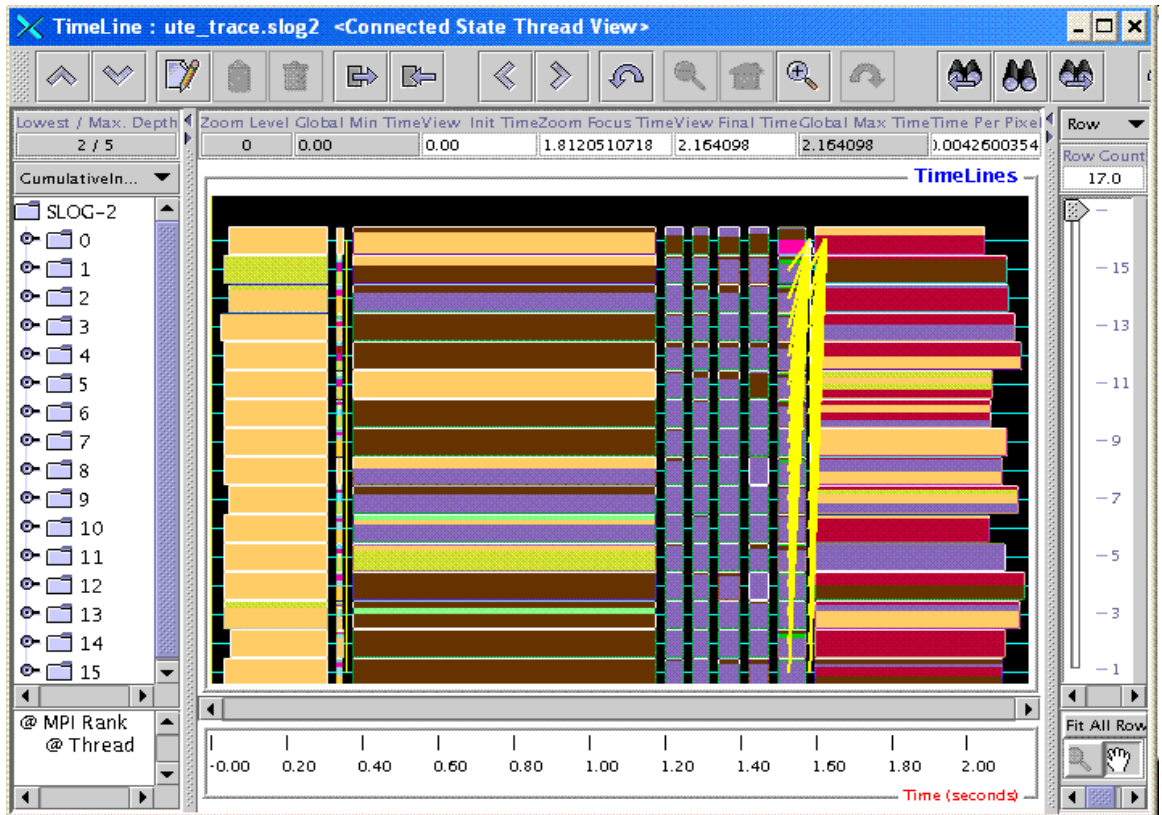 TimeLine : ute_trace.slog2 <Connected State Thread View>
Lowest / Max. Depth
2 / 5
CumulativeIn...
Zoom Level Global Min Time View Init Time Zoom Focus Time View Final Time Global Max Time Time Per Pixel
0 0.00 0.00 1.8120510718 2.164098 2.164098 0.0042600354
Row
Row Count
17.0
TimeLines
SLOG-2
0
1
2
3
4
5
6
7
8
9
10
11
12
13
14
15
15
13
11
9
7
5
3
1
@ MPI Rank
@ Thread
-0.00 0.20 0.40 0.60 0.80 1.00 1.20 1.40 1.60 1.80 2.00
Time (seconds)
Fit All Row